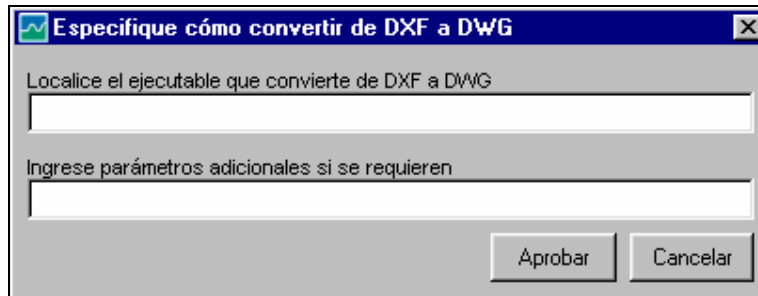 Especifique cómo convertir de DXF a DWG
Localice el ejecutable que convierte de DXF a DWG
Ingrese parámetros adicionales si se requieren
Aprobar Cancelar